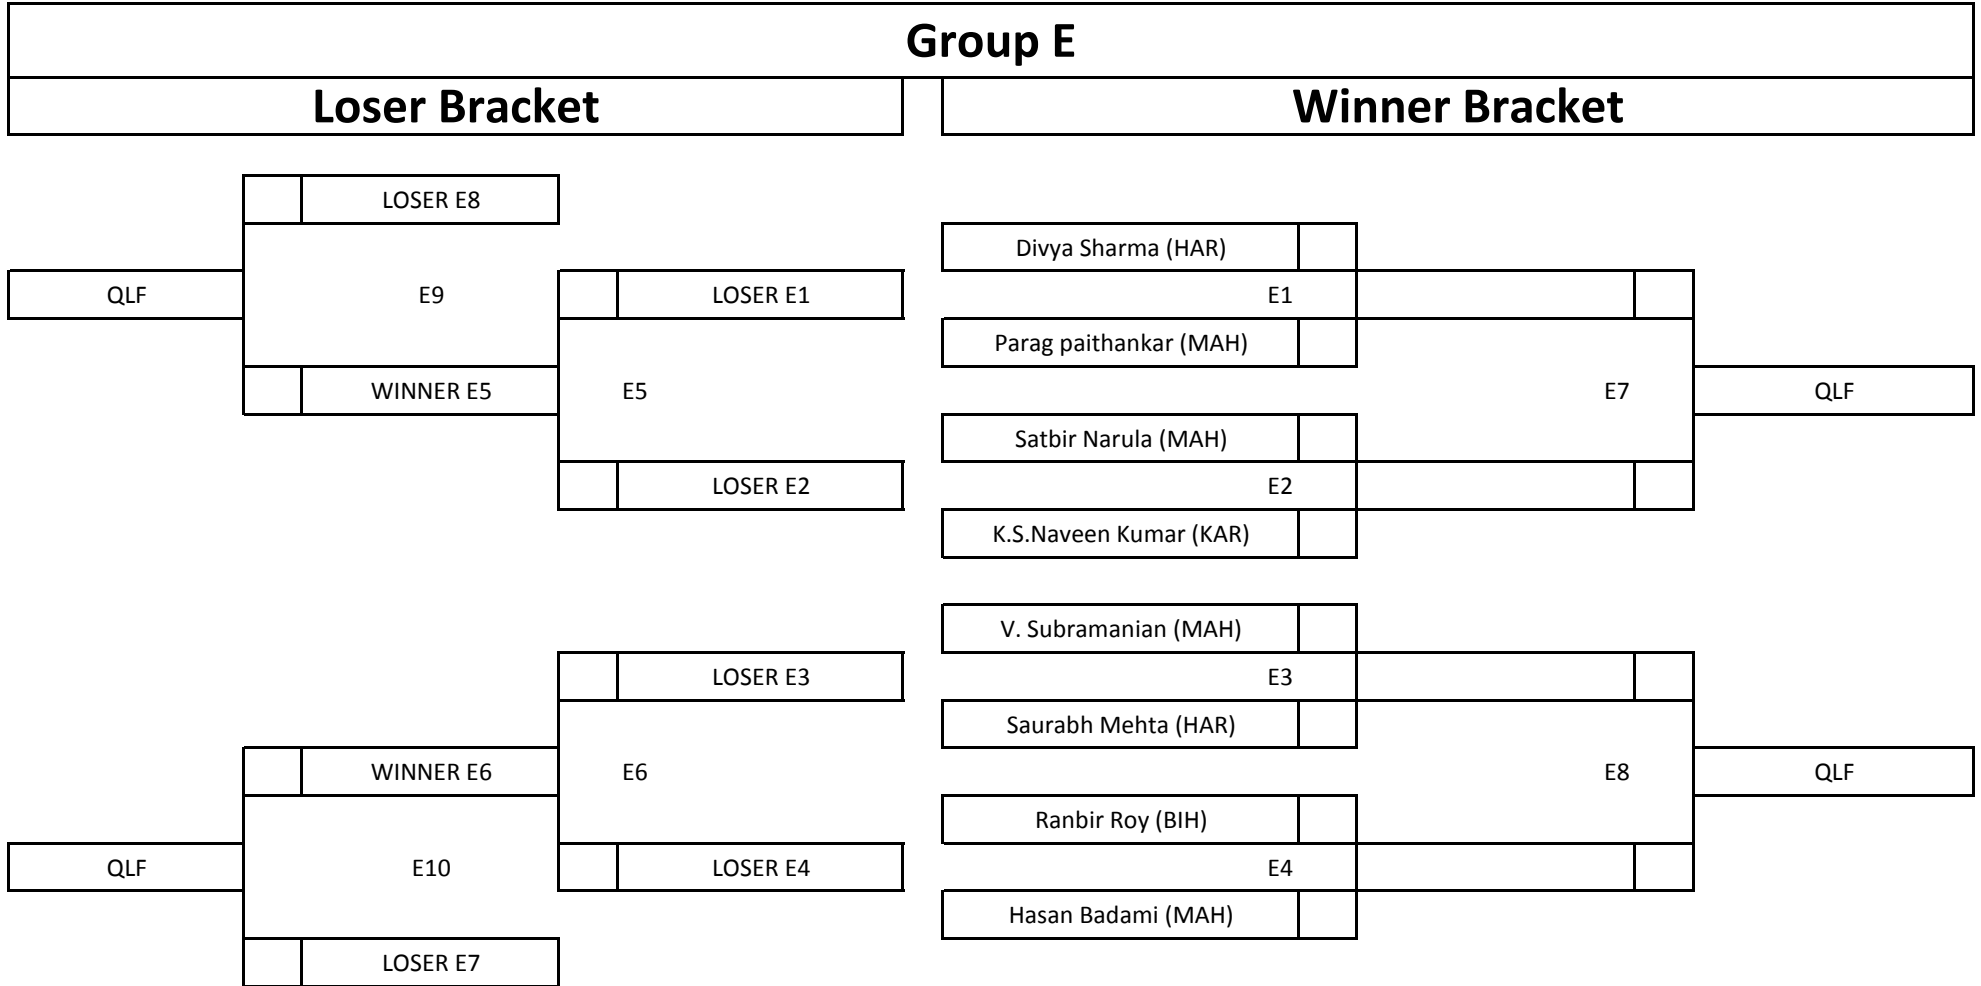 Group E
Loser Bracket
Winner Bracket
LOSER E8
QLF
E9
LOSER E1
WINNER E5
E5
LOSER E2
LOSER E3
WINNER E6
E6
QLF
E10
LOSER E4
LOSER E7
Divya Sharma (HAR)
E1
Parag paithankar (MAH)
E7
QLF
Satbir Narula (MAH)
E2
K.S.Naveen Kumar (KAR)
V. Subramanian (MAH)
E3
Saurabh Mehta (HAR)
E8
QLF
Ranbir Roy (BIH)
E4
Hasan Badami (MAH)